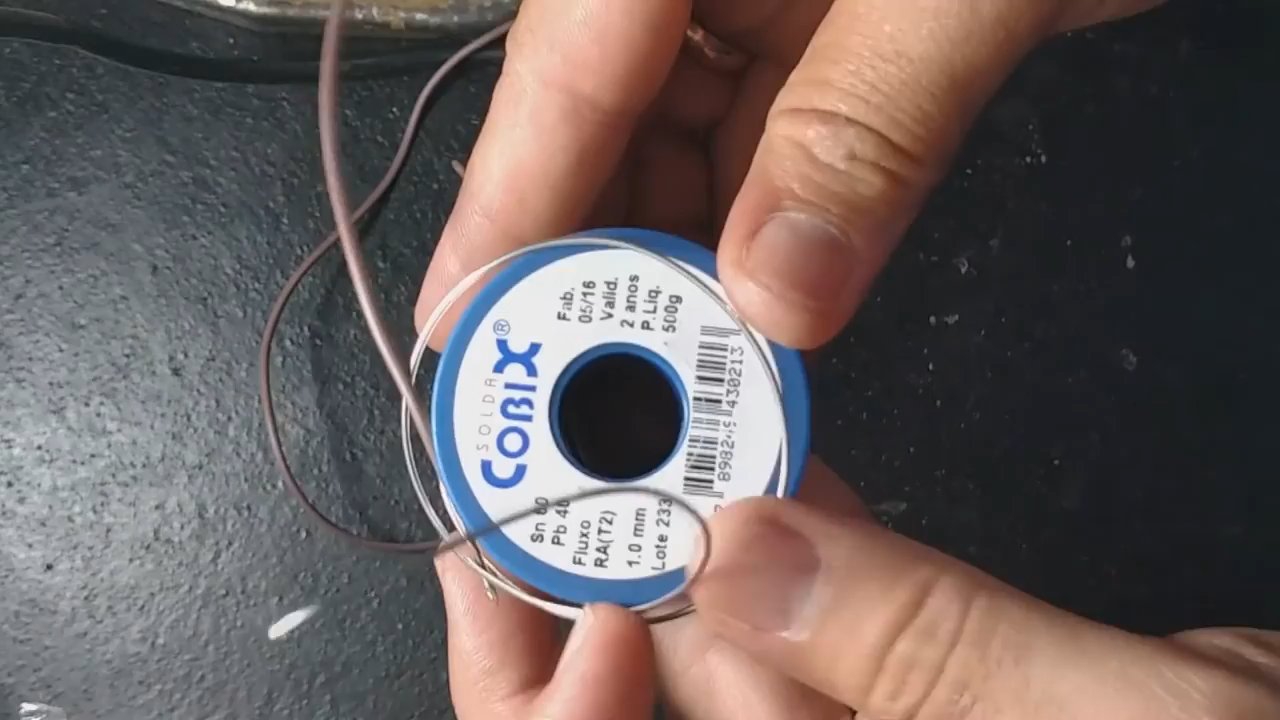 SOLDA
COBIX®
Fab.
05/16
Valid.
2 anos
P.Liq.
500g
Sn 60
Pb 40
Fluxo
RA(T2)
1.0 mm
Lote 233
430213